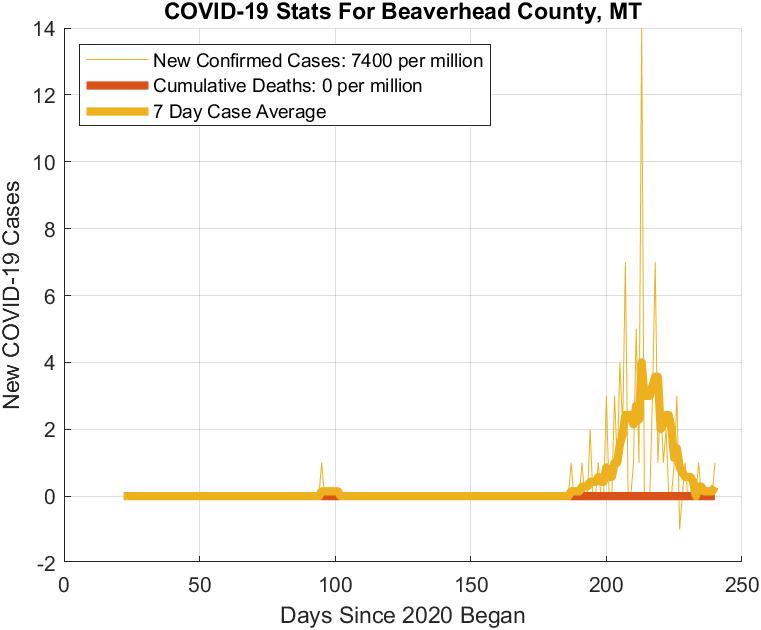 COVID-19 Stats For Beaverhead County, MT
New Confirmed Cases: 7400 per million
Cumulative Deaths: 0 per million
7 Day Case Average
New COVID-19 Cases
14
12
10
8
6
4
2
0
-2
0 50 100 150 200 250
Days Since 2020 Began